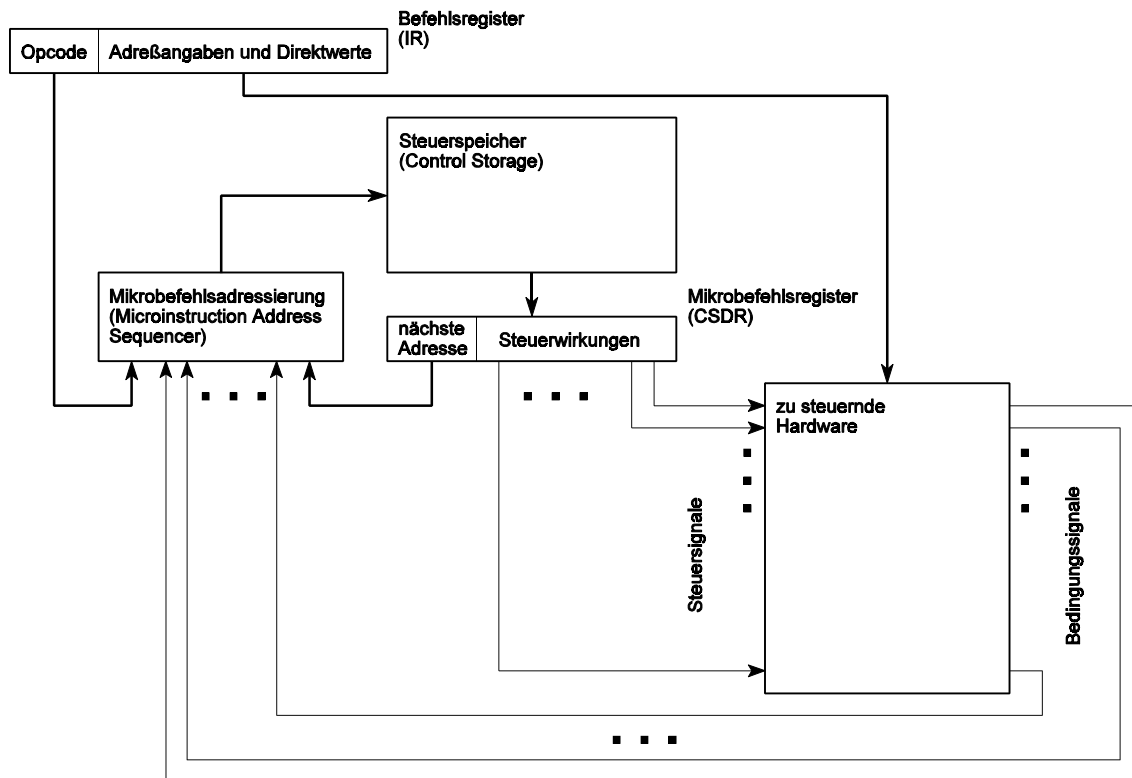 Befehlsregister
(IR)
Opcode
Adreßangaben und Direktwerte
Steuerspeicher
(Control Storage)
Mikrobefehlsadressierung
(Microinstruction Address
Sequencer)
Mikrobefehlsregister
(CSDR)
nächste
Adresse
Steuerwirkungen
zu steuernde
Hardware
Steuersignale
Bedingungssignale